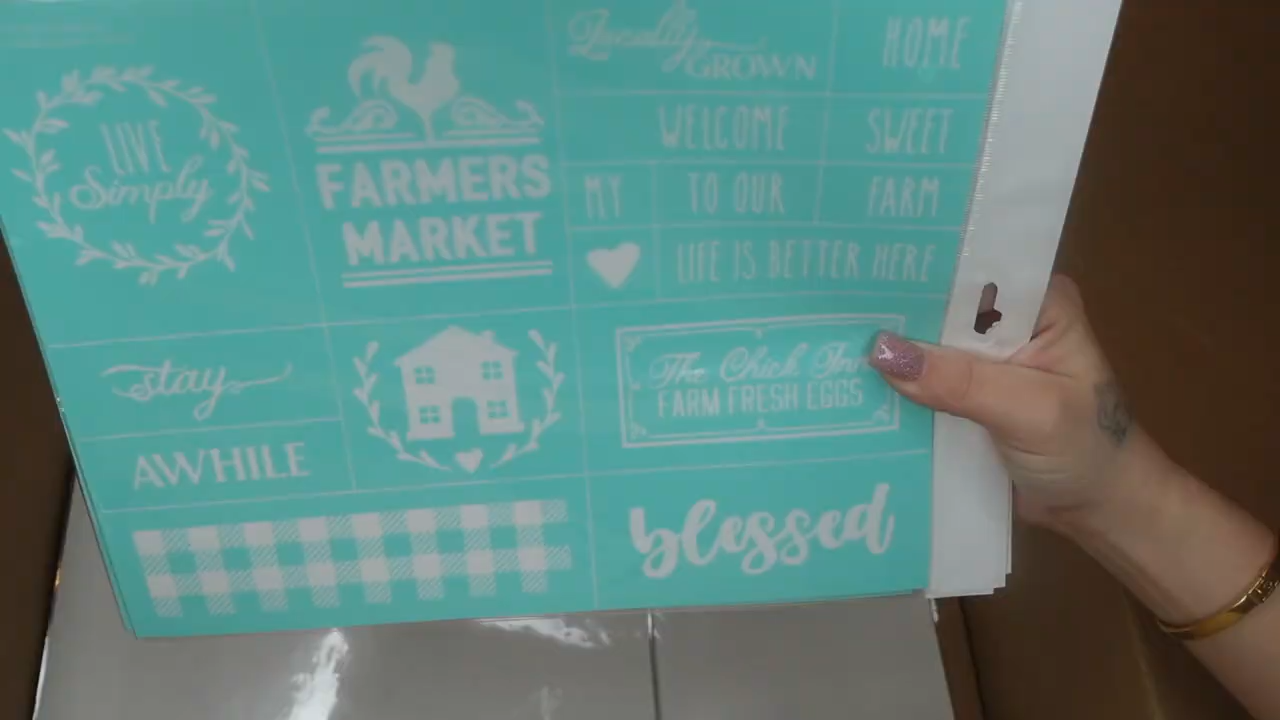 LIVE
Simply
FARMERS
MARKET
Locally
GROWN
HOME
WELCOME
SWEET
MY
TO OUR
FARM
LIFE IS BETTER HERE
stay
AWHILE
The Chick Inn
FARM FRESH EGGS
blessed